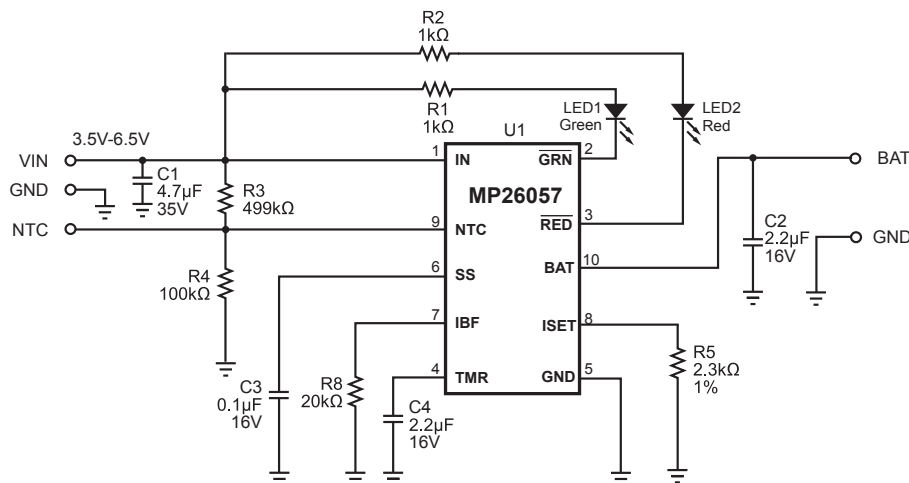 R2
1kΩ
R1
1kΩ
LED1
Green
LED2
Red
U1
3.5V-6.5V
VIN
GND
NTC
C1
4.7µF
35V
R3
499kΩ
R4
100kΩ
MP26057
1
IN
9
NTC
6
SS
7
IBF
4
TMR
2
GRN
3
RED
10
BAT
8
ISET
5
GND
BAT
GND
C2
2.2µF
16V
R5
2.3kΩ
1%
C3
0.1µF
16V
R8
20kΩ
C4
2.2µF
16V